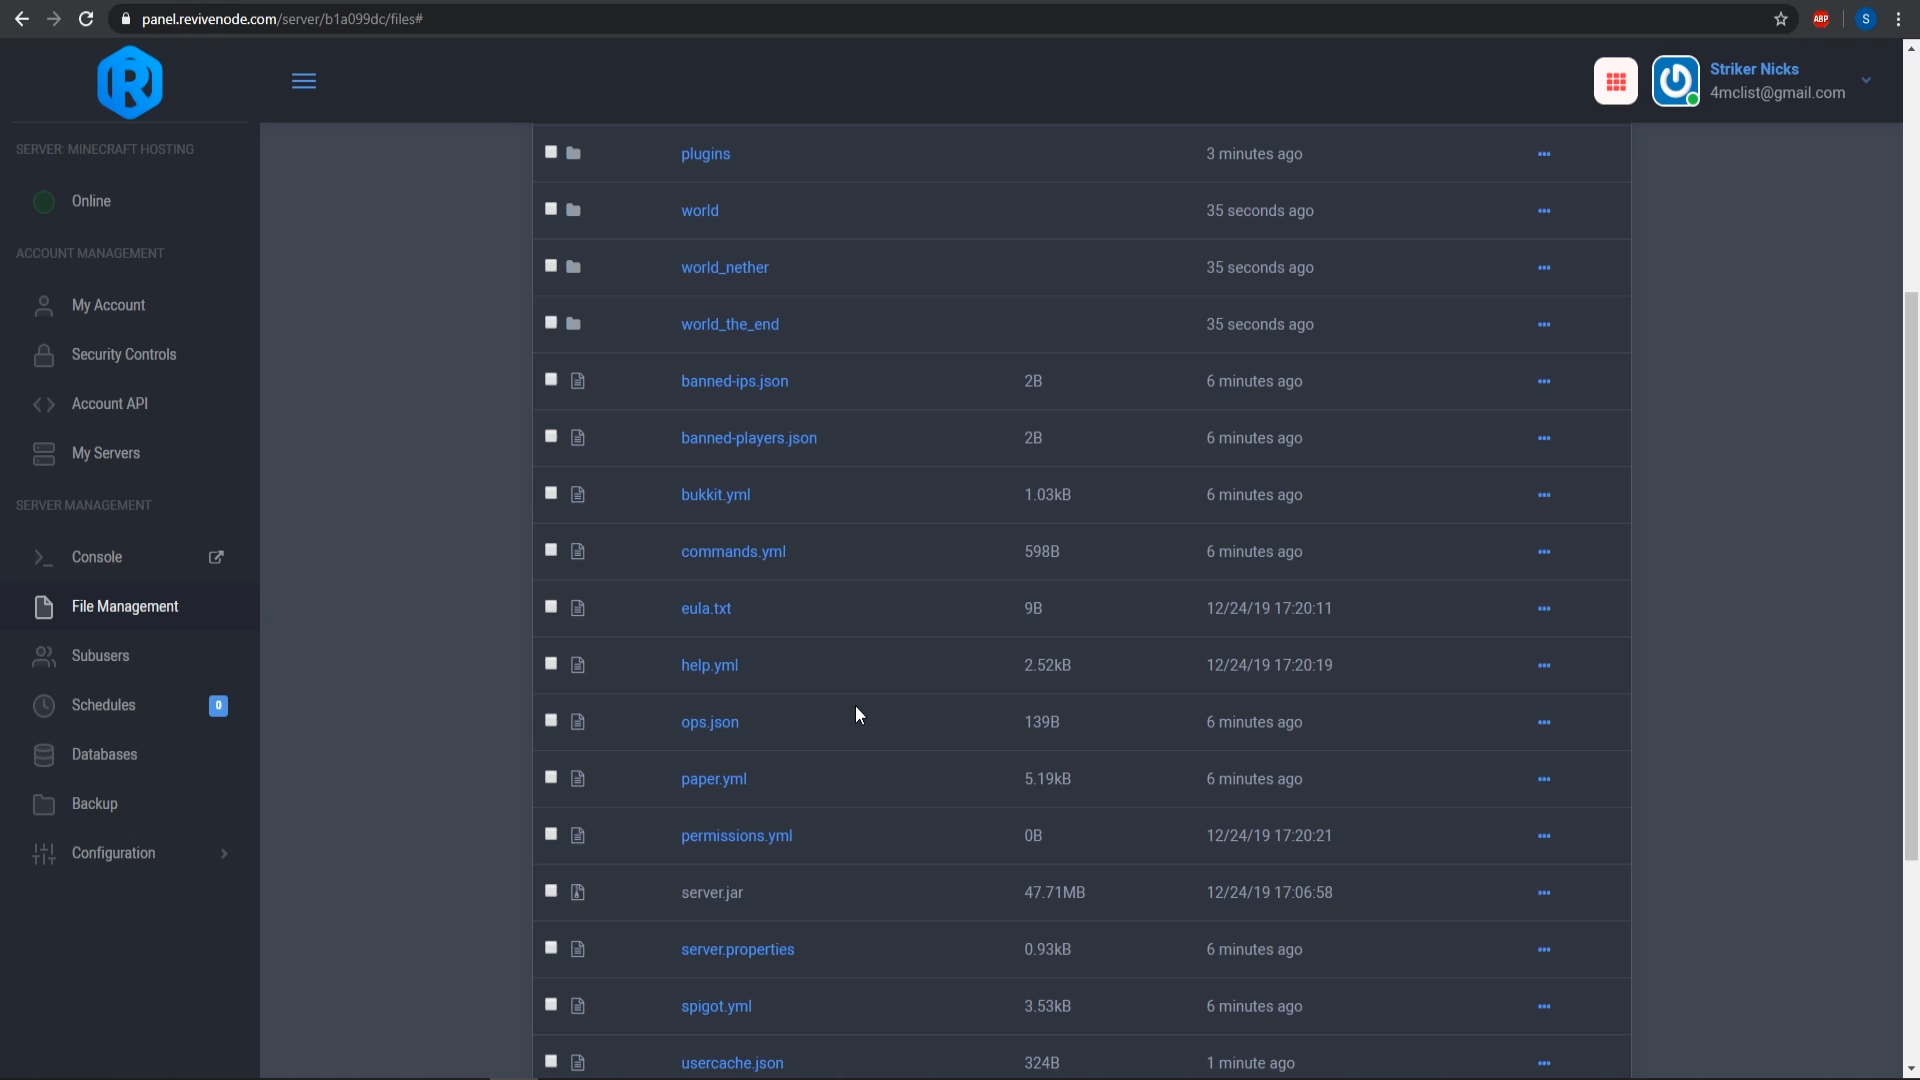 panel.revivenode.com/server/b1a099dc/files#
ABP
S
R
Striker Nicks
4mclist@gmail.com
SERVER: MINECRAFT HOSTING
Online
ACCOUNT MANAGEMENT
My Account
Security Controls
Account API
My Servers
SERVER MANAGEMENT
Console
File Management
Subusers
Schedules 0
Databases
Backup
Configuration
plugins 3 minutes ago
world 35 seconds ago
world_nether 35 seconds ago
world_the_end 35 seconds ago
banned-ips.json 2B 6 minutes ago
banned-players.json 2B 6 minutes ago
bukkit.yml 1.03kB 6 minutes ago
commands.yml 598B 6 minutes ago
eula.txt 9B 12/24/19 17:20:11
help.yml 2.52kB 12/24/19 17:20:19
ops.json 139B 6 minutes ago
paper.yml 5.19kB 6 minutes ago
permissions.yml 0B 12/24/19 17:20:21
server.jar 47.71MB 12/24/19 17:06:58
server.properties 0.93kB 6 minutes ago
spigot.yml 3.53kB 6 minutes ago
usercache.json 324B 1 minute ago